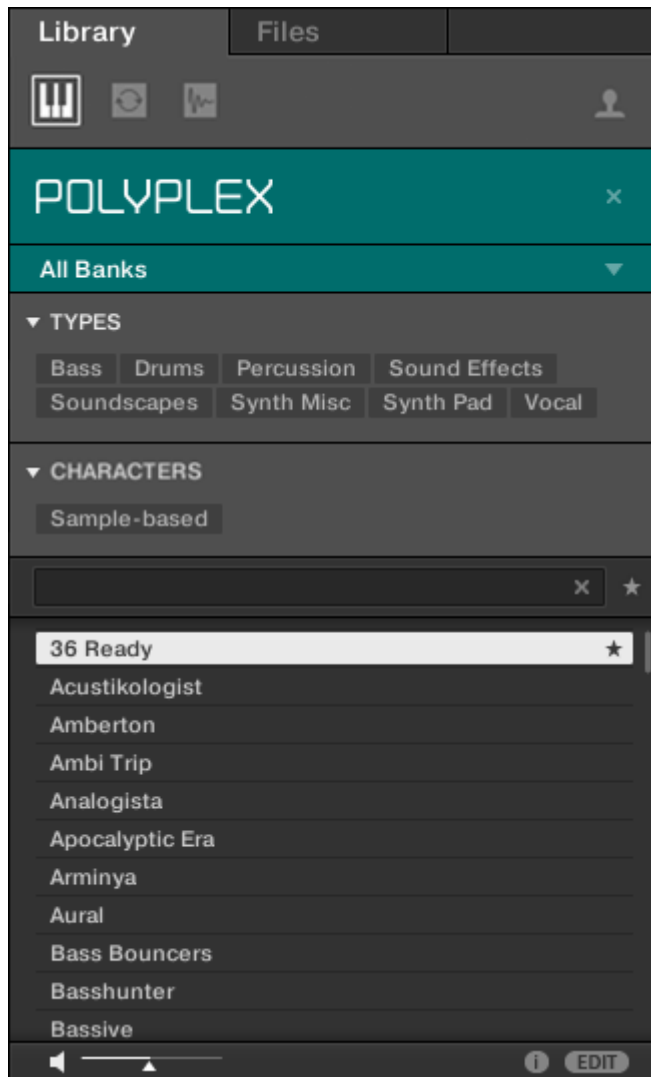 Library Files
POLYPLEX
All Banks
TYPES
Bass Drums Percussion Sound Effects
Soundscapes Synth Misc Synth Pad Vocal
CHARACTERS
Sample-based
36 Ready
Acustikologist
Amberton
Ambi Trip
Analogista
Apocalyptic Era
Arminya
Aural
Bass Bouncers
Basshunter
Bassive
i EDIT